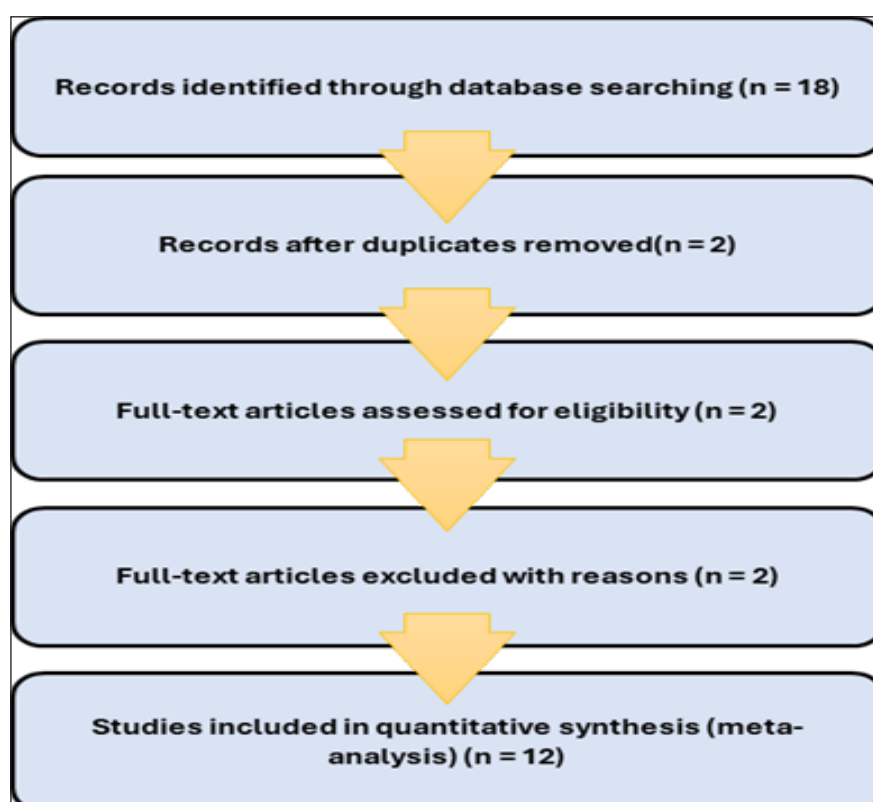 Records identified through database searching (n = 18)
Records after duplicates removed(n = 2)
Full-text articles assessed for eligibility (n = 2)
Full-text articles excluded with reasons (n = 2)
Studies included in quantitative synthesis (meta-
analysis) (n = 12)